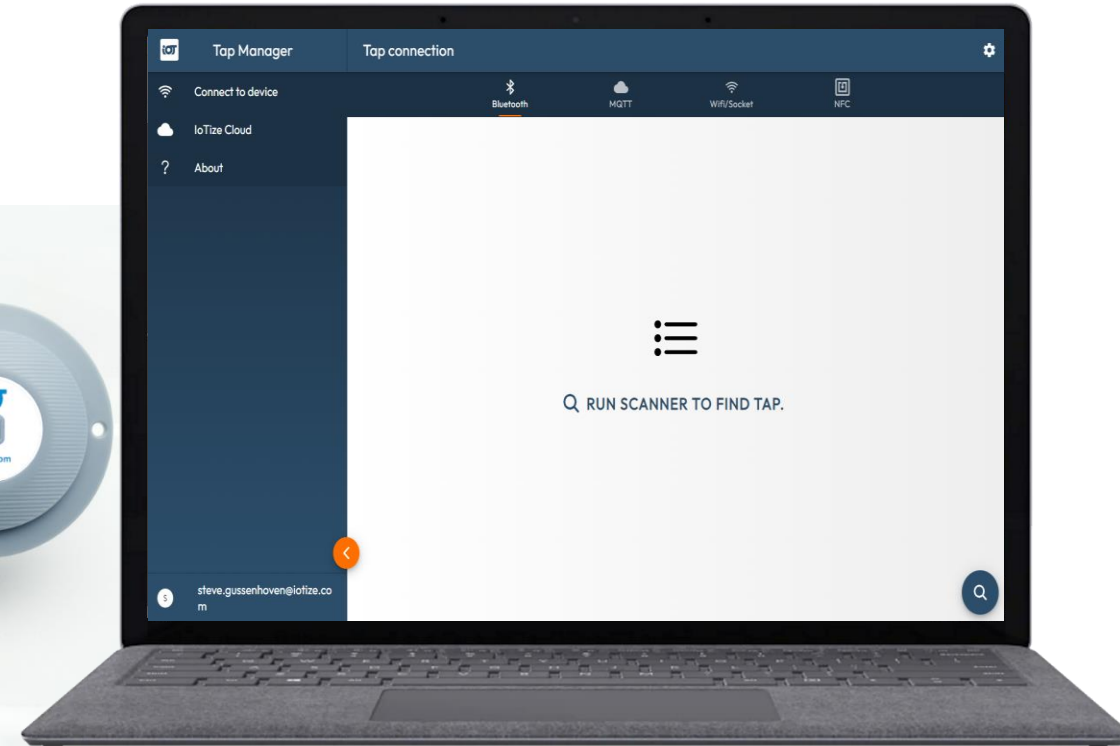 iOT
Tap Manager
Tap connection
Connect to device
Bluetooth
MQTT
Wifi/Socket
NFC
IoTize Cloud
? About
RUN SCANNER TO FIND TAP.
S
steve.gussenhoven@iotize.co
m